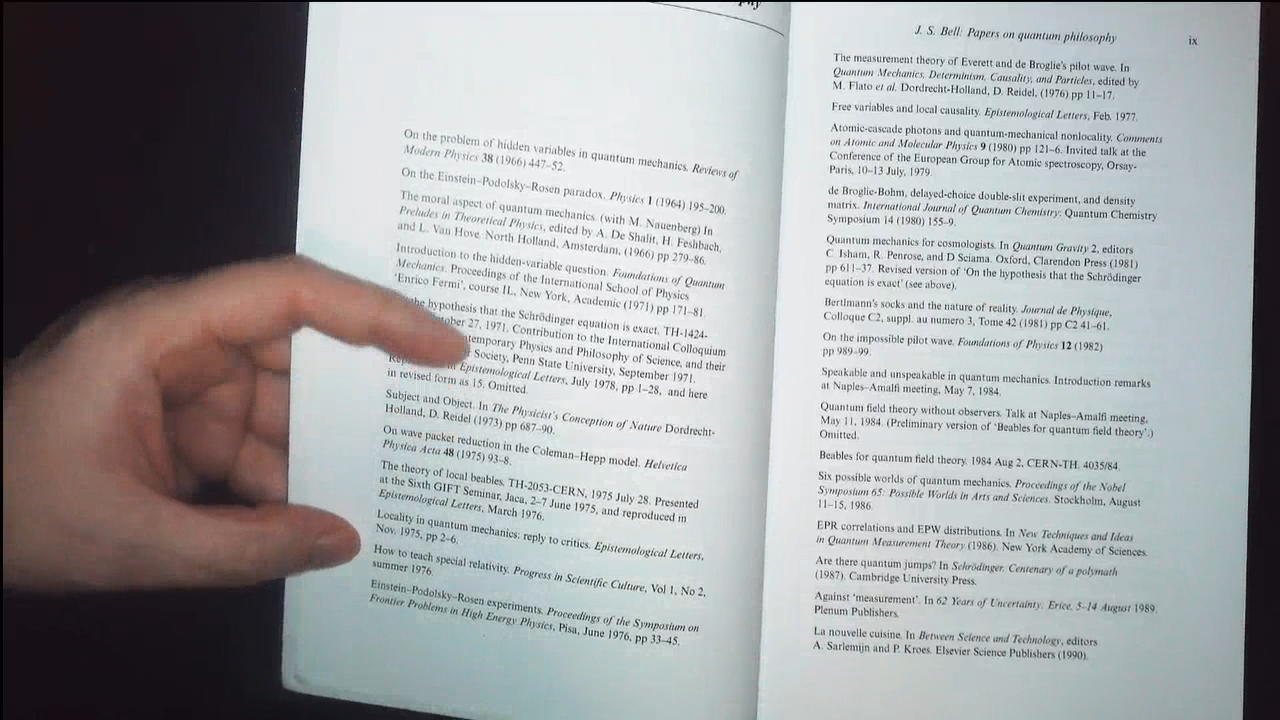 phy
On the problem of hidden variables in quantum mechanics. Reviews of
Modern Physics 38 (1966) 447–52.
On the Einstein–Podolsky–Rosen paradox. Physics 1 (1964) 195–200.
The moral aspect of quantum mechanics. (with M. Nauenberg) In
Preludes in Theoretical Physics, edited by A. De Shalit, H. Feshbach,
and L. Van Hove. North Holland, Amsterdam, (1966) pp 279–86.
Introduction to the hidden-variable question. Foundations of Quantum
Mechanics. Proceedings of the International School of Physics
‘Enrico Fermi’, course IL, New York, Academic (1971) pp 171–81.
the hypothesis that the Schrödinger equation is exact. TH-1424-
27, 1971. Contribution to the International Colloquium
Physics and Philosophy of Science, and their
Society, Penn State University, September 1971.
in Epistemological Letters, July 1978, pp 1–28, and here
in revised form as 15. Omitted.
Subject and Object. In The Physicist's Conception of Nature Dordrecht-
Holland, D. Reidel (1973) pp 687–90.
On wave packet reduction in the Coleman–Hepp model. Helvetica
Physica Acta 48 (1975) 93–8.
The theory of local beables. TH-2053-CERN, 1975 July 28. Presented
at the Sixth GIFT Seminar, Jaca, 2–7 June 1975, and reproduced in
Epistemological Letters, March 1976.
Locality in quantum mechanics: reply to critics. Epistemological Letters,
Nov. 1975, pp 2–6.
How to teach special relativity. Progress in Scientific Culture, Vol 1, No 2,
summer 1976.
Einstein–Podolsky–Rosen experiments. Proceedings of the Symposium on
Frontier Problems in High Energy Physics, Pisa, June 1976, pp 33–45.
J. S. Bell: Papers on quantum philosophy ix
The measurement theory of Everett and de Broglie's pilot wave. In
Quantum Mechanics, Determinism, Causality, and Particles, edited by
M. Flato et al. Dordrecht-Holland, D. Reidel, (1976) pp 11–17.
Free variables and local causality. Epistemological Letters, Feb. 1977.
Atomic-cascade photons and quantum-mechanical nonlocality. Comments
on Atomic and Molecular Physics 9 (1980) pp 121–6. Invited talk at the
Conference of the European Group for Atomic spectroscopy, Orsay-
Paris, 10–13 July, 1979.
de Broglie-Bohm, delayed-choice double-slit experiment, and density
matrix. International Journal of Quantum Chemistry: Quantum Chemistry
Symposium 14 (1980) 155–9.
Quantum mechanics for cosmologists. In Quantum Gravity 2, editors
C. Isham, R. Penrose, and D Sciama. Oxford, Clarendon Press (1981)
pp 611–37. Revised version of ‘On the hypothesis that the Schrödinger
equation is exact’ (see above).
Bertlmann's socks and the nature of reality. Journal de Physique,
Colloque C2, suppl. au numero 3, Tome 42 (1981) pp C2 41–61.
On the impossible pilot wave. Foundations of Physics 12 (1982)
pp 989–99.
Speakable and unspeakable in quantum mechanics. Introduction remarks
at Naples–Amalfi meeting, May 7, 1984.
Quantum field theory without observers. Talk at Naples–Amalfi meeting,
May 11, 1984. (Preliminary version of ‘Beables for quantum field theory’.)
Omitted.
Beables for quantum field theory. 1984 Aug 2, CERN-TH. 4035/84.
Six possible worlds of quantum mechanics. Proceedings of the Nobel
Symposium 65: Possible Worlds in Arts and Sciences. Stockholm, August
11–15, 1986.
EPR correlations and EPW distributions. In New Techniques and Ideas
in Quantum Measurement Theory (1986). New York Academy of Sciences.
Are there quantum jumps? In Schrödinger. Centenary of a polymath
(1987). Cambridge University Press.
Against ‘measurement’. In 62 Years of Uncertainty. Erice, 5–14 August 1989.
Plenum Publishers.
La nouvelle cuisine. In Between Science and Technology, editors
A. Sarlemijn and P. Kroes. Elsevier Science Publishers (1990).